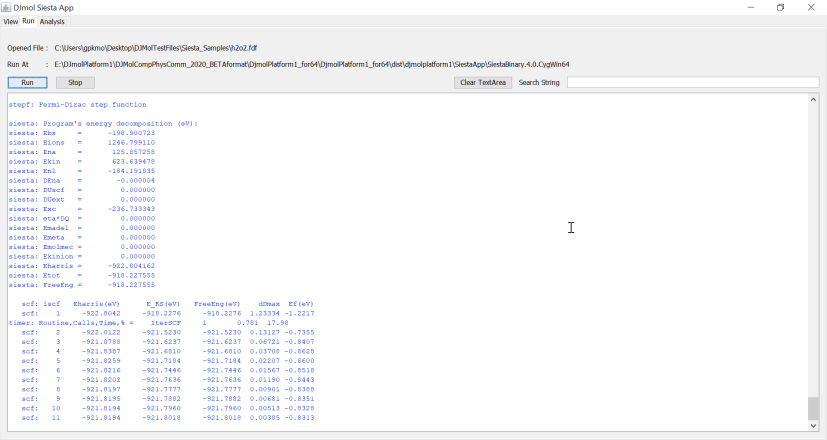 DJmol Siesta App
View Run Analysis
Opened File : C:\Users\gpkmo\Desktop\DJMolTestFiles\Siesta_Samples\h2o2.fdf
Run At : E:\DJmolPlatform1\DJMolCompPhysComm_2020_BETAformat\DjmolPlatform1_for64\DjmolPlatform1_for64\dist\djmolplatform1\SiestaApp\SiestaBinary.4.0.CygWin64
Run Stop Clear TextArea Search String
stepf: Fermi-Dirac step function
siesta: Program's energy decomposition (eV):
siesta: Ebs = -198.900723
siesta: Eions = 1246.799110
siesta: Ena = 125.857258
siesta: Ekin = 623.639478
siesta: Enl = -184.191835
siesta: DEna = -0.000004
siesta: DUscf = 0.000000
siesta: DUext = 0.000000
siesta: Exc = -236.733343
siesta: eta*DQ = 0.000000
siesta: Emadel = 0.000000
siesta: Emeta = 0.000000
siesta: Emolmec = 0.000000
siesta: Ekinion = 0.000000
siesta: Eharris = -922.804162
siesta: Etot = -918.227555
siesta: FreeEng = -918.227555
scf: iscf Eharris(eV) E_KS(eV) FreeEng(eV) dDmax Ef(eV)
scf: 1 -922.8042 -918.2276 -918.2276 1.23334 -1.2217
timer: Routine,Calls,Time,% = IterSCF 1 0.781 17.98
scf: 2 -922.0122 -921.5230 -921.5230 0.13127 -0.7355
scf: 3 -921.8788 -921.6237 -921.6237 0.06721 -0.8407
scf: 4 -921.8387 -921.6810 -921.6810 0.03708 -0.8628
scf: 5 -921.8259 -921.7184 -921.7184 0.02207 -0.8600
scf: 6 -921.8216 -921.7446 -921.7446 0.01567 -0.8518
scf: 7 -921.8202 -921.7636 -921.7636 0.01190 -0.8443
scf: 8 -921.8197 -921.7777 -921.7777 0.00901 -0.8388
scf: 9 -921.8195 -921.7882 -921.7882 0.00681 -0.8351
scf: 10 -921.8194 -921.7960 -921.7960 0.00513 -0.8328
scf: 11 -921.8194 -921.8018 -921.8018 0.00385 -0.8313